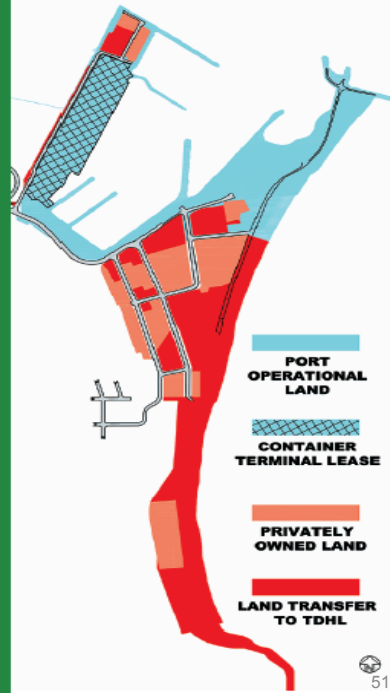 PORT
OPERATIONAL
LAND
CONTAINER
TERMINAL LEASE
PRIVATELY
OWNED LAND
LAND TRANSFER
TO TDHL
51